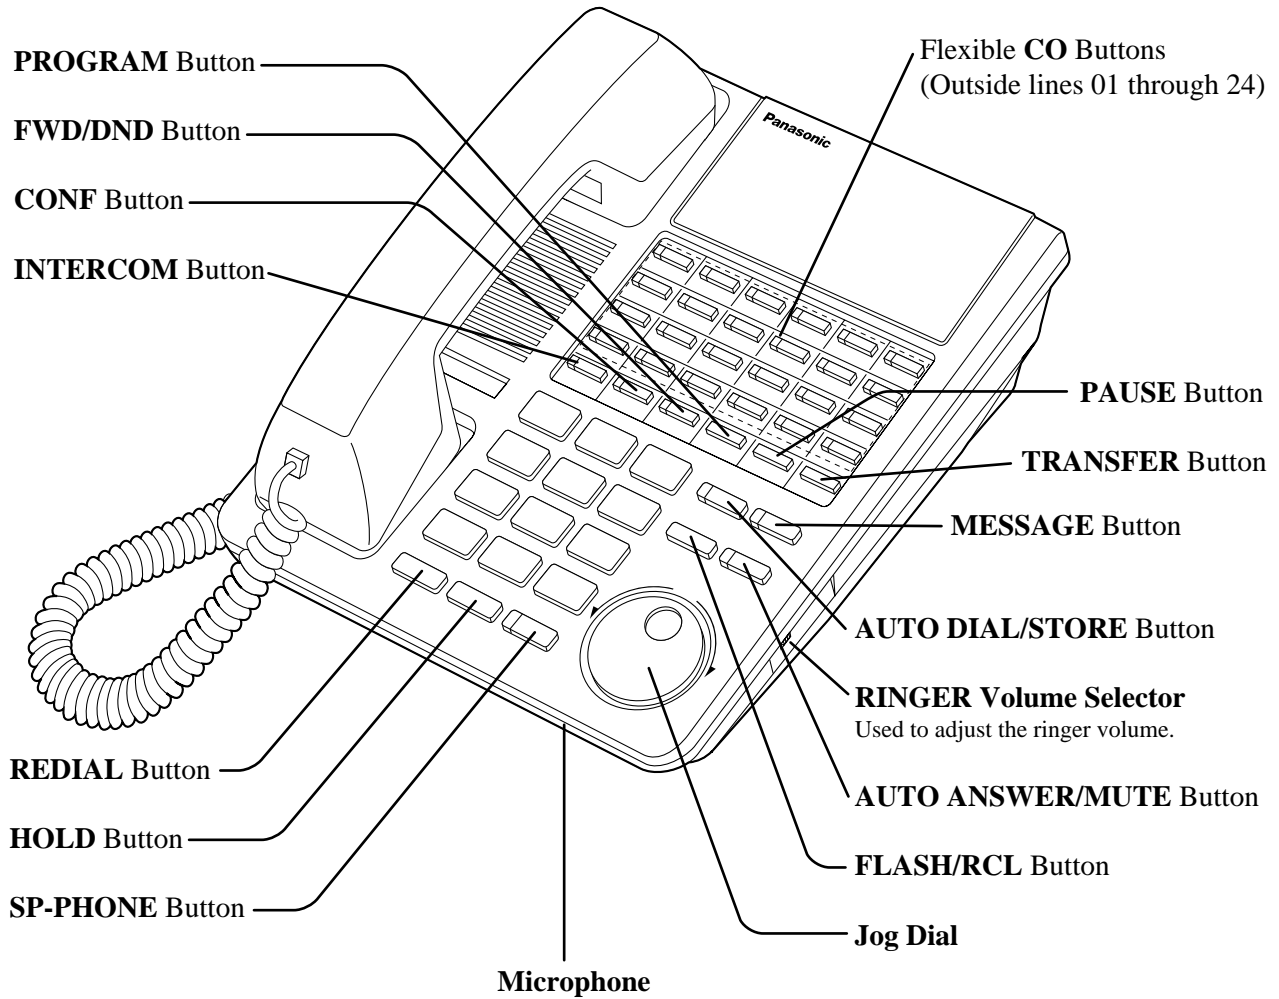 PROGRAM Button
FWD/DND Button
CONF Button
INTERCOM Button
Flexible CO Buttons
(Outside lines 01 through 24)
Panasonic
PAUSE Button
TRANSFER Button
MESSAGE Button
AUTO DIAL/STORE Button
RINGER Volume Selector
Used to adjust the ringer volume.
AUTO ANSWER/MUTE Button
FLASH/RCL Button
Jog Dial
REDIAL Button
HOLD Button
SP-PHONE Button
Microphone